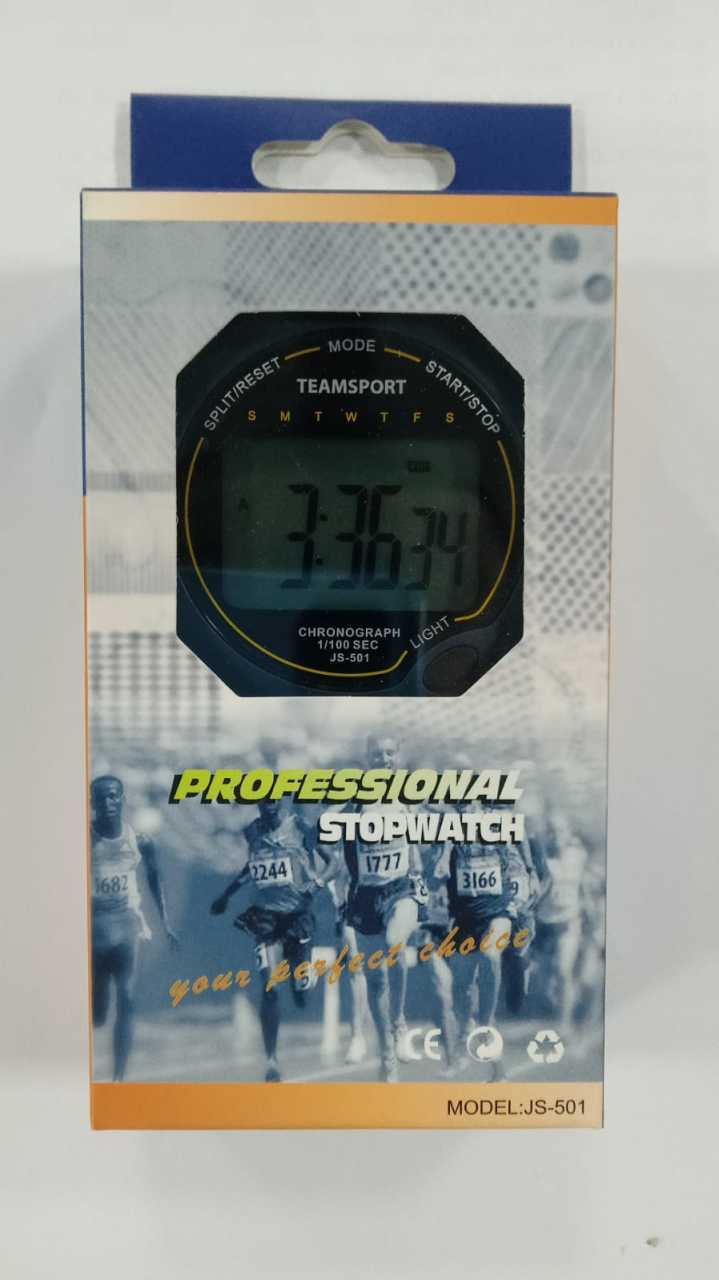 MODE
SPLIT/RESET
START/STOP
TEAMSPORT
S M T W T F S
A
3:36 34
CHRONOGRAPH
1/100 SEC
JS-501
LIGHT
PROFESSIONAL
STOPWATCH
1682
2244
1777
3166
9
your perfect choice
CE
MODEL:JS-501